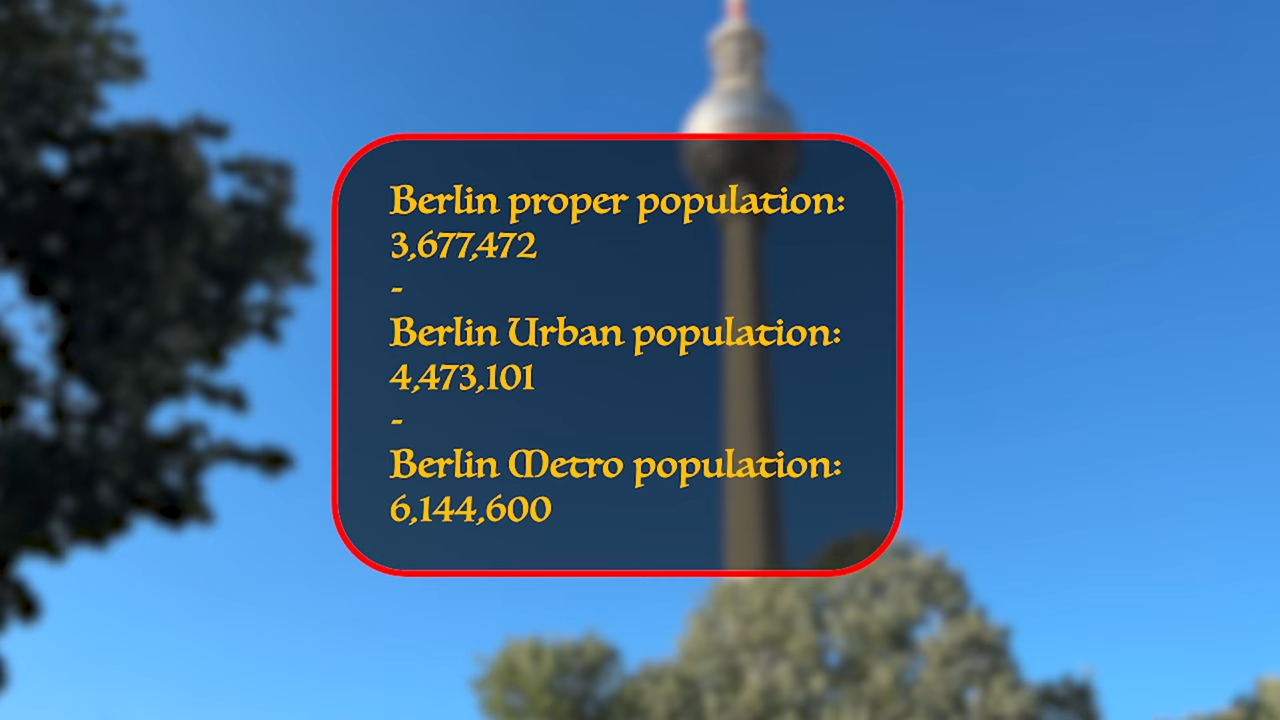 Berlin proper population:
3,677,472
-
Berlin Urban population:
4,473,101
-
Berlin Metro population:
6,144,600